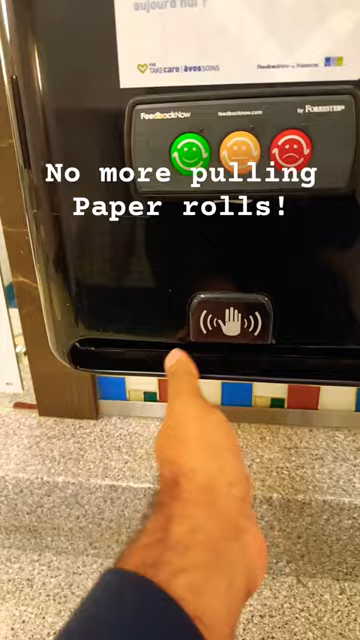 aujourd'hui ?
TAKEcare | àvosSOINS
FeedbackNow
feedbacknow.com
by FORRESTER
No more pulling
Paper rolls!